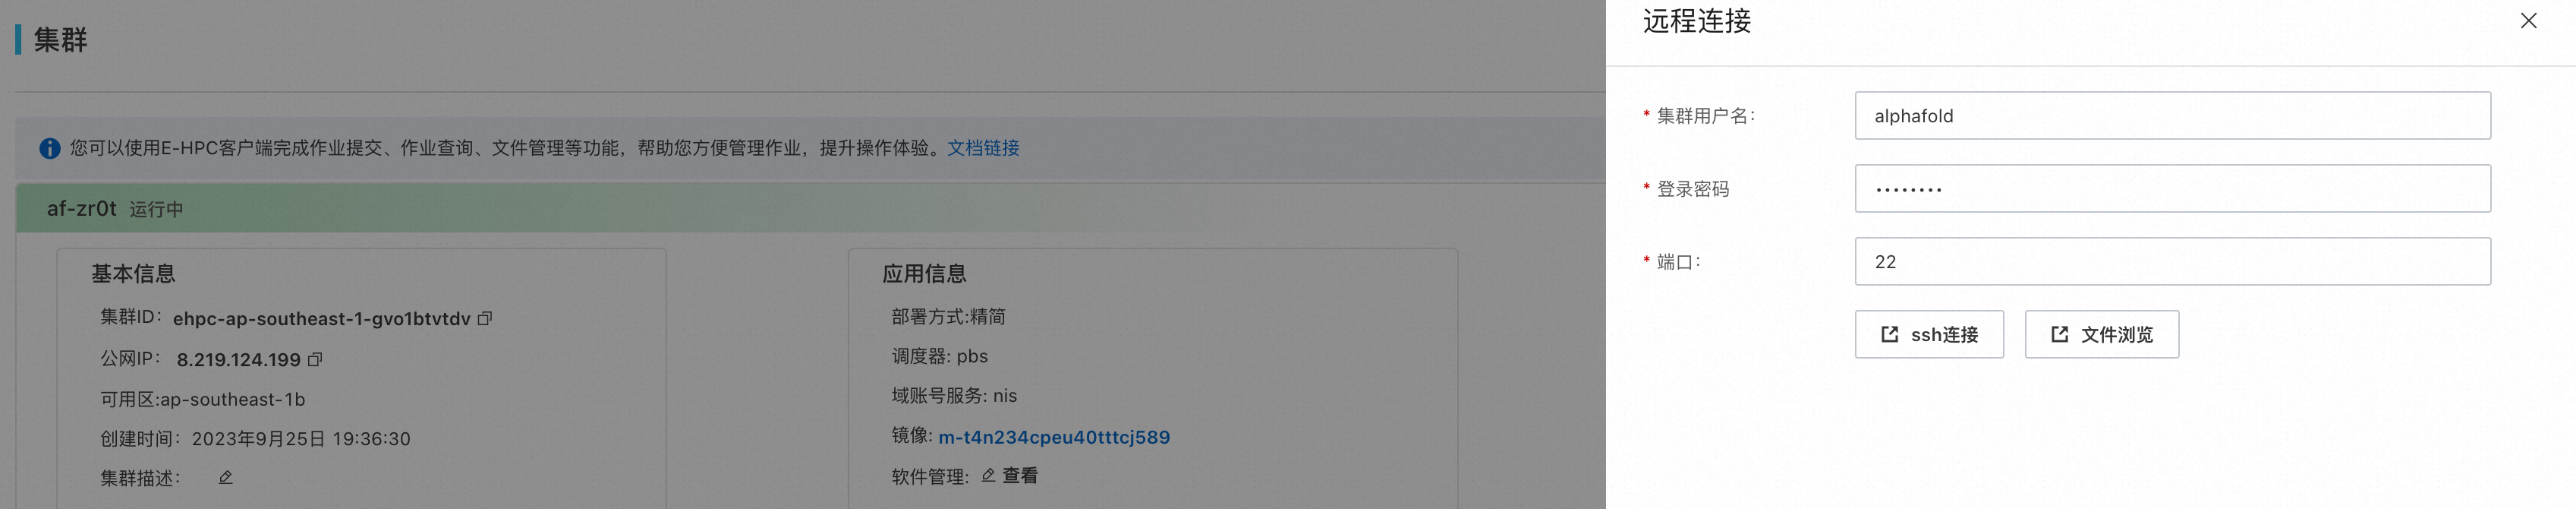 集群
您可以使用E-HPC客户端完成作业提交、作业查询、文件管理等功能，帮助您方便管理作业，提升操作体验。文档链接
af-zr0t 运行中
基本信息
集群ID： ehpc-ap-southeast-1-gvo1btvtdv
公网IP： 8.219.124.199
可用区:ap-southeast-1b
创建时间： 2023年9月25日 19:36:30
集群描述：
应用信息
部署方式:精简
调度器: pbs
域账号服务: nis
镜像: m-t4n234cpeu40tttcj589
软件管理: 查看
远程连接
* 集群用户名： alphafold
* 登录密码 ········
* 端口： 22
ssh连接 文件浏览